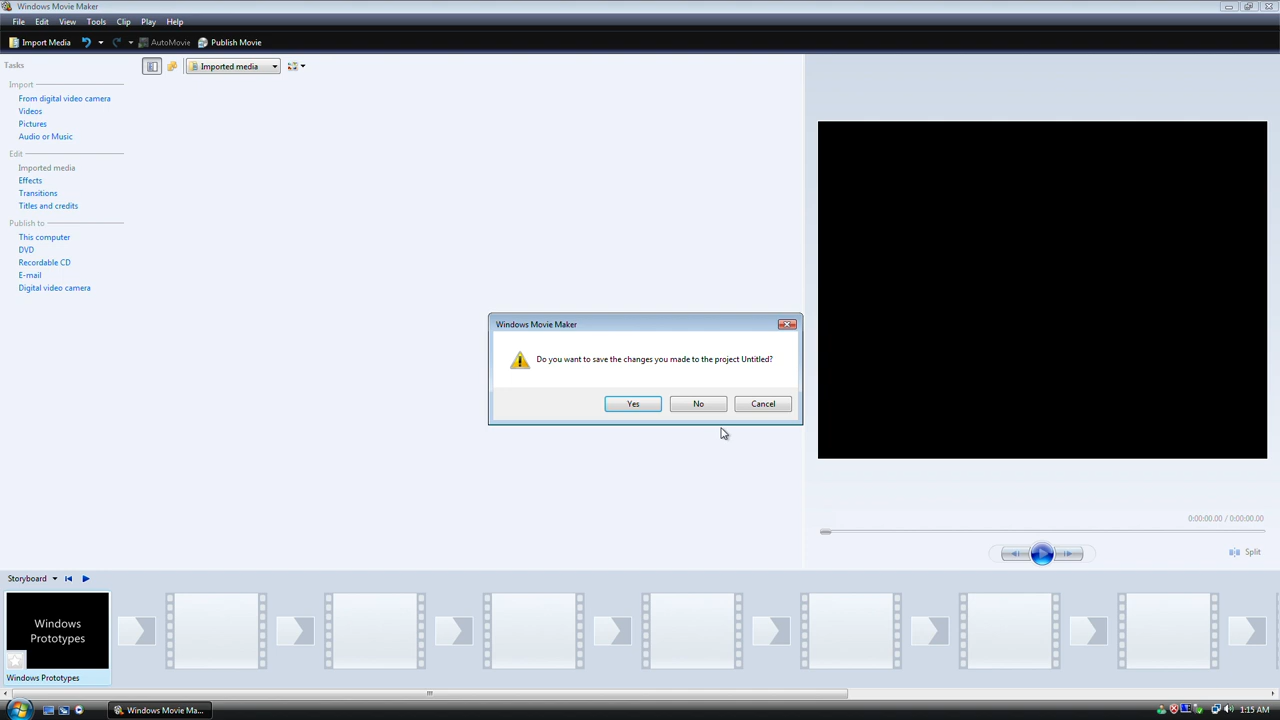 Windows Movie Maker
File Edit View Tools Clip Play Help
Import Media AutoMovie Publish Movie
Tasks
Imported media
Import
From digital video camera
Videos
Pictures
Audio or Music
Edit
Imported media
Effects
Transitions
Titles and credits
Publish to
This computer
DVD
Recordable CD
E-mail
Digital video camera
Windows Movie Maker
Do you want to save the changes you made to the project Untitled?
Yes No Cancel
0:00:00.00 / 0:00:00.00
Split
Storyboard
Windows
Prototypes
Windows Prototypes
Windows Movie Ma...
1:15 AM